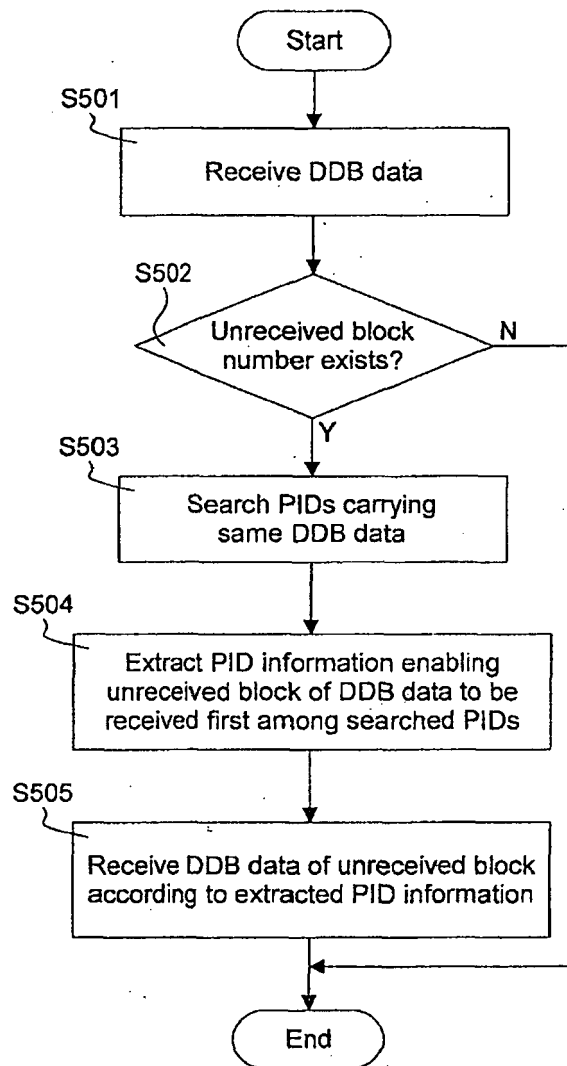 Start
S501
Receive DDB data
S502
Unreceived block
number exists?
N
Y
S503
Search PIDs carrying
same DDB data
S504
Extract PID information enabling
unreceived block of DDB data to be
received first among searched PIDs
S505
Receive DDB data of unreceived block
according to extracted PID information
End